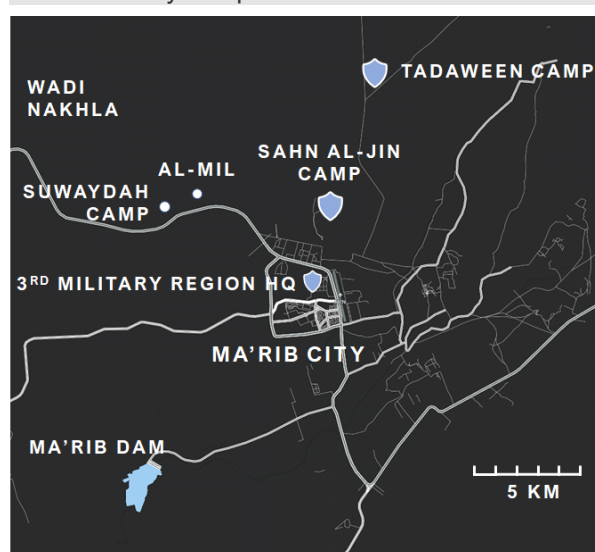 TADAWEEN CAMP
WADI
NAKHLA
SAHN AL-JIN
CAMP
AL-MIL
SUWAYDAH
CAMP
3RD MILITARY REGION HQ
MA'RIB CITY
MA'RIB DAM
5 KM